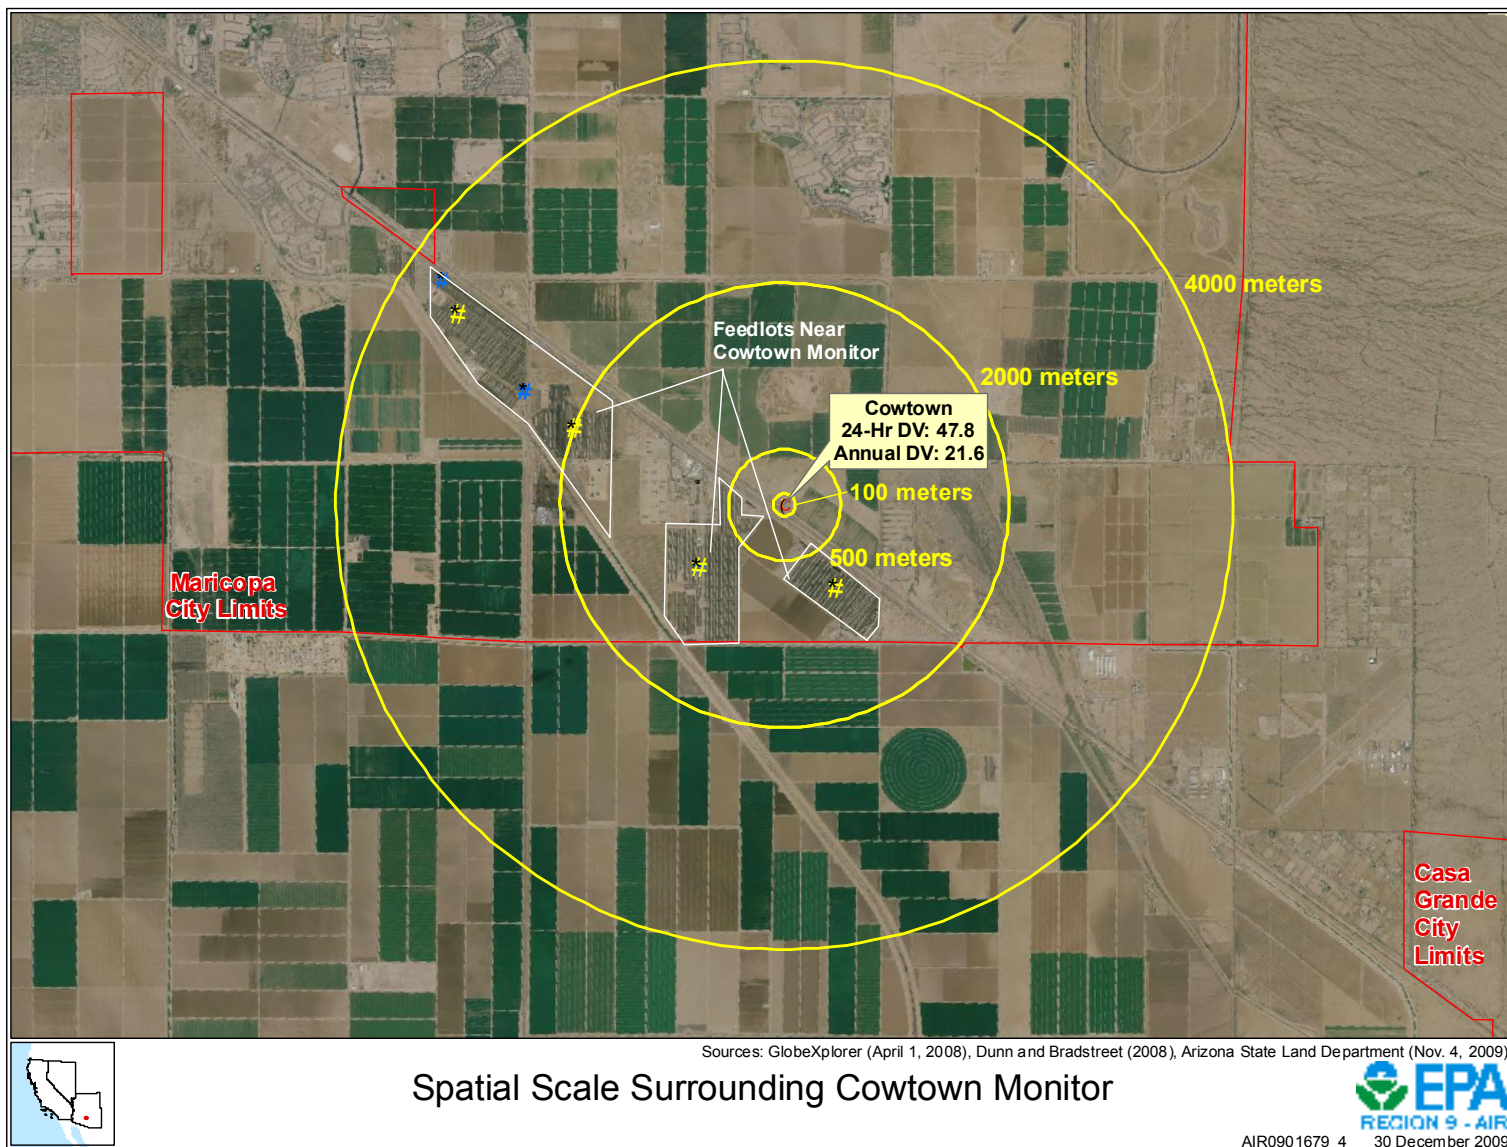 4000 meters
Feedlots Near
Cowtown Monitor
2000 meters
Cowtown
24-Hr DV: 47.8
Annual DV: 21.6
100 meters
500 meters
Maricopa
City Limits
*#
*#
*#
*#
*#
*#
C
Casa
Grande
City
Limits
Sources: GlobeXplorer (April 1, 2008), Dunn and Bradstreet (2008), Arizona State Land Department (Nov. 4, 2009)
Spatial Scale Surrounding Cowtown Monitor
EPA
REGION 9 - AIR
AIR0901679_4 30 December 2009